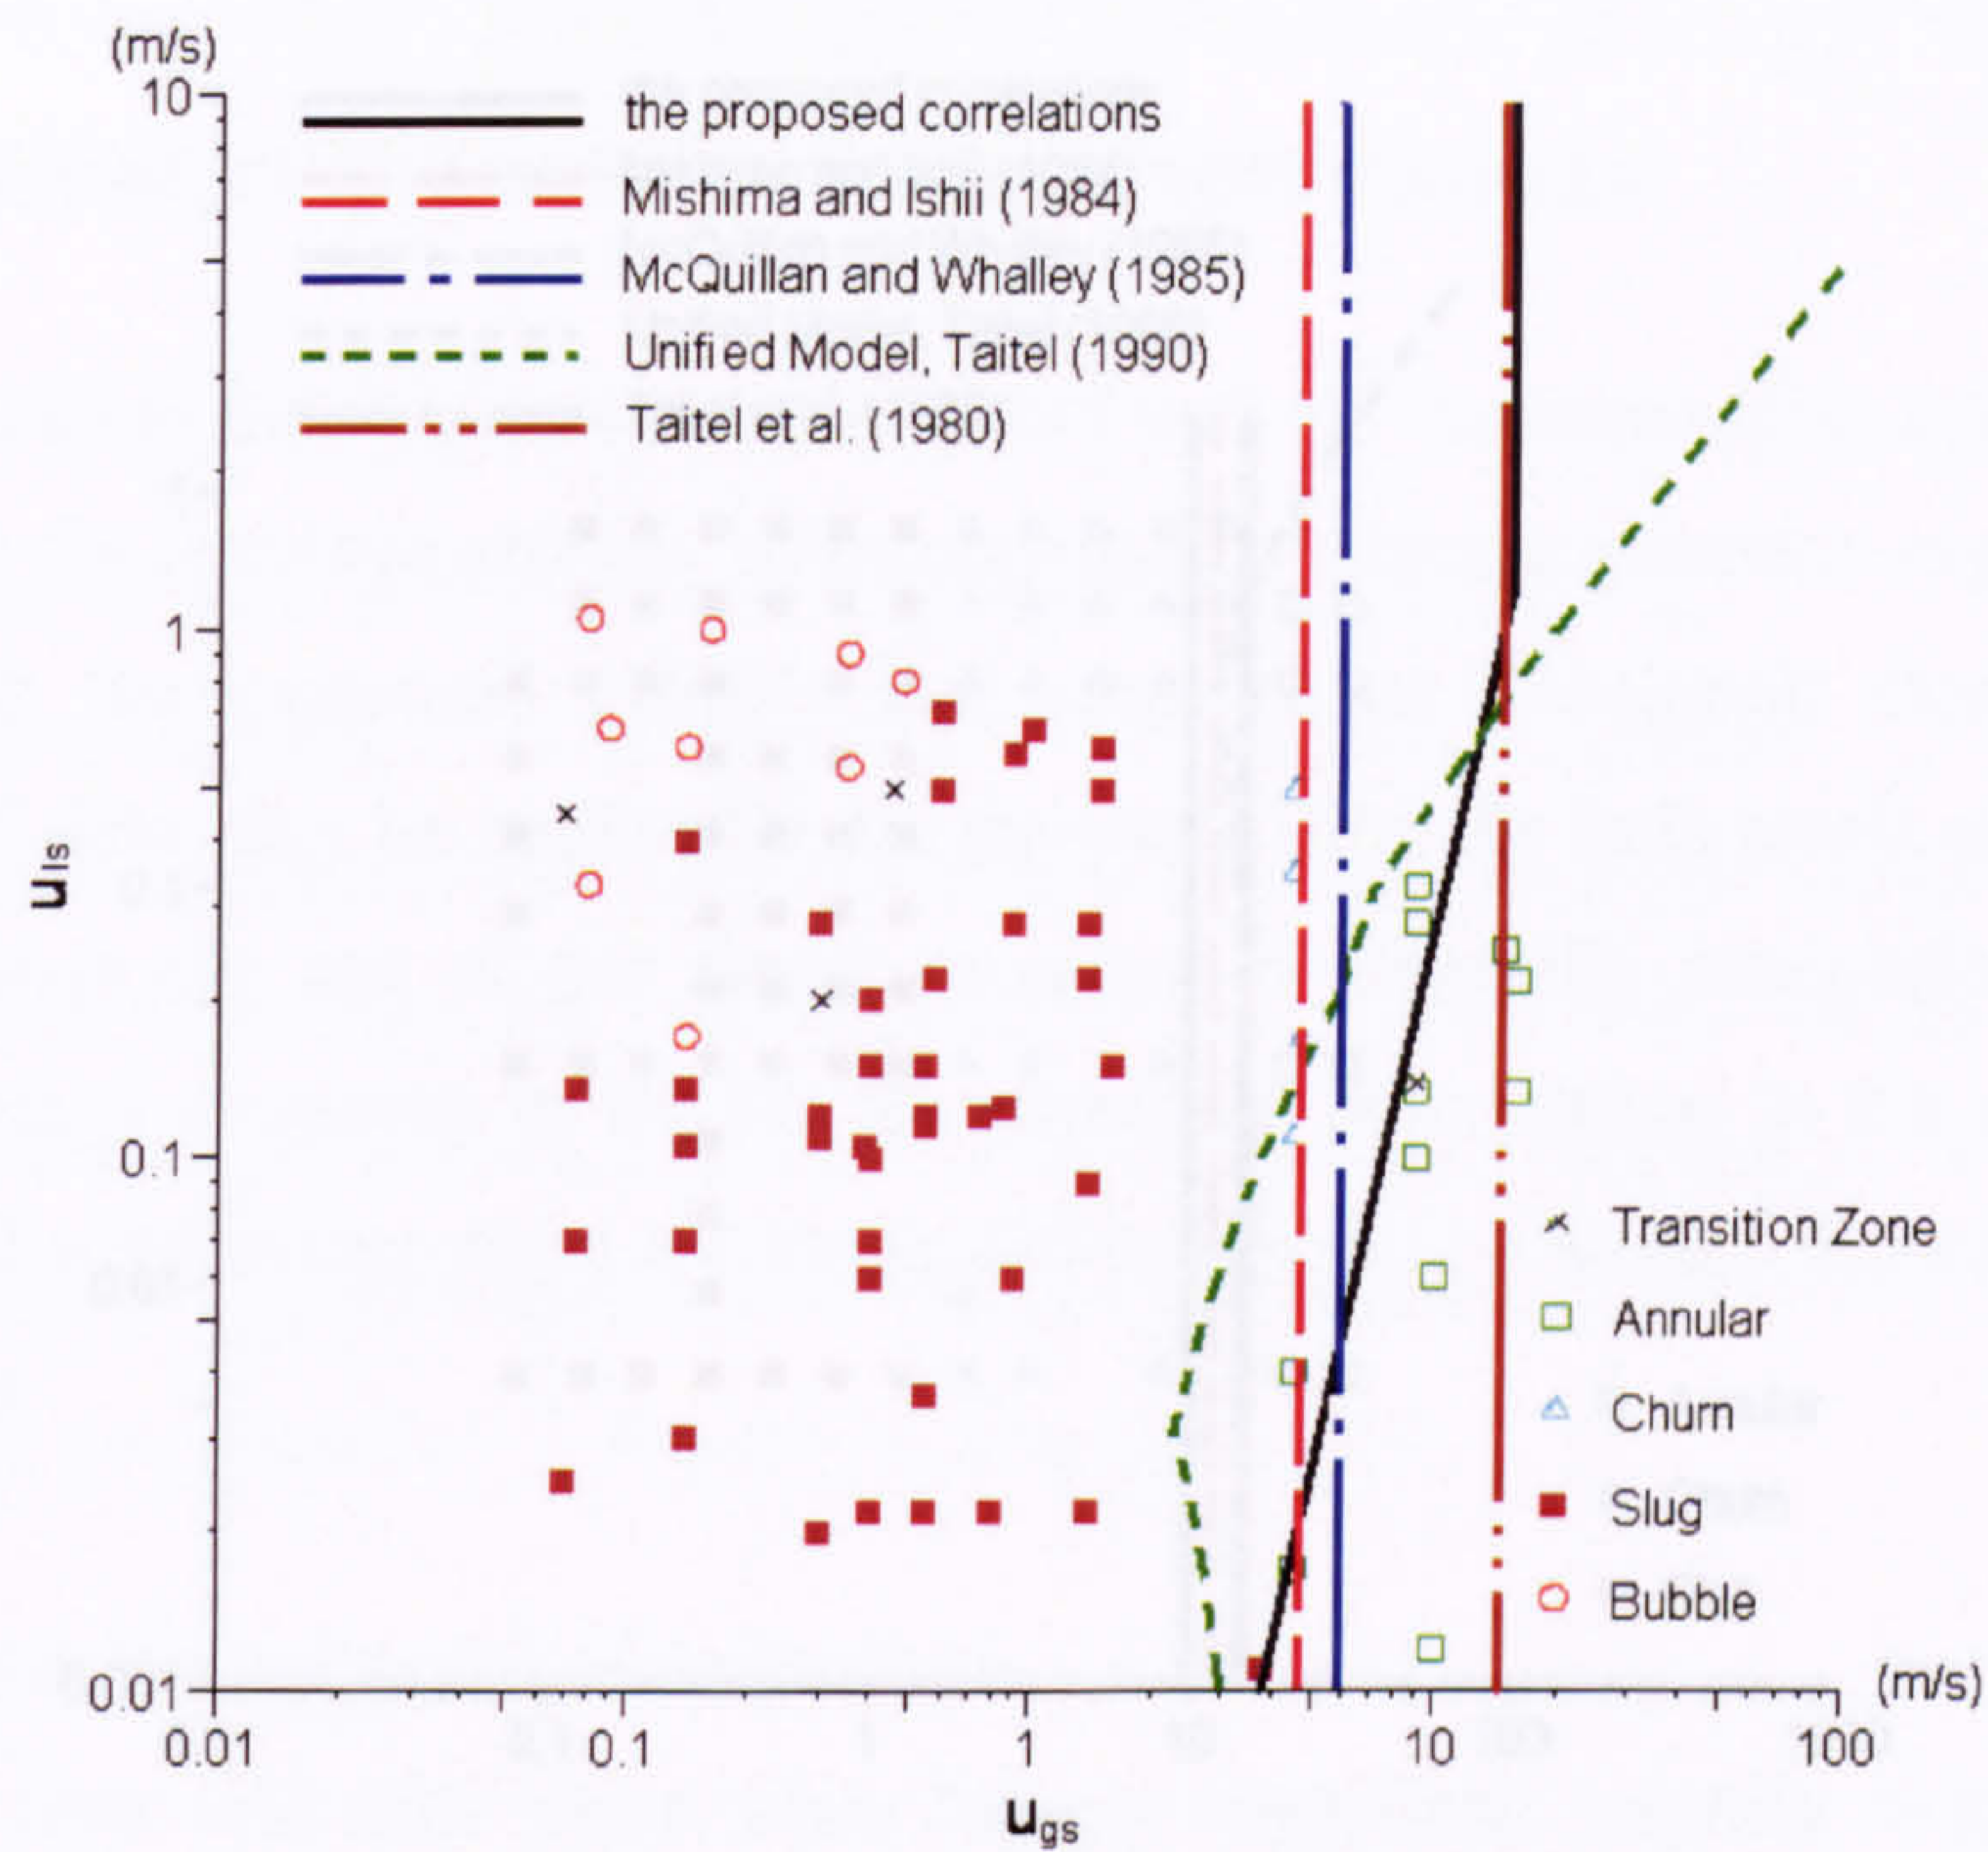 (m/s)
10
1
0.1
0.01
the proposed correlations
Mishima and Ishii (1984)
McQuillan and Whalley (1985)
Unified Model, Taitel (1990)
Taitel et al. (1980)
u_ls
Transition Zone
Annular
Churn
Slug
Bubble
(m/s)
0.01
0.1
1
10
100
u_gs